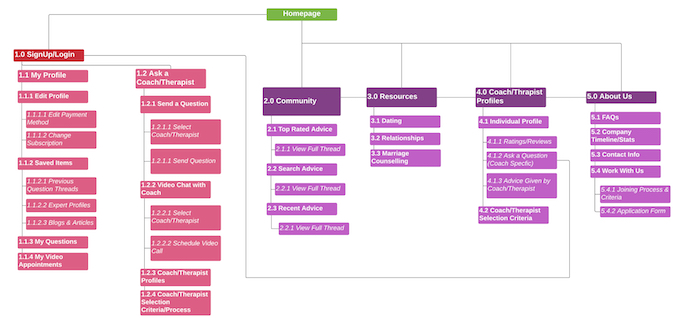 Homepage
1.0 SignUp/Login
1.1 My Profile
1.1.1 Edit Profile
1.1.1.1 Edit Payment
Method
1.1.1.2 Change
Subscription
1.1.2 Saved Items
1.1.2.1 Previous
Question Threads
1.1.2.2 Expert Profiles
1.1.2.3 Blogs & Articles
1.1.3 My Questions
1.1.4 My Video
Appointments
1.2 Ask a
Coach/Therapist
1.2.1 Send a Question
1.2.1.1 Select
Coach/Therapist
1.2.1.1 Send Question
1.2.2 Video Chat with
Coach
1.2.2.1 Select
Coach/Therapist
1.2.2.2 Schedule Video
Call
1.2.3 Coach/Therapist
Profiles
1.2.4 Coach/Therapist
Selection
Criteria/Process
2.0 Community
2.1 Top Rated Advice
2.1.1 View Full Thread
2.2 Search Advice
2.2.1 View Full Thread
2.3 Recent Advice
2.2.1 View Full Thread
3.0 Resources
3.1 Dating
3.2 Relationships
3.3 Marriage
Counselling
4.0 Coach/Thrapist
Profiles
4.1 Individual Profile
4.1.1 Ratings/Reviews
4.1.2 Ask a Question
(Coach Specfic)
4.1.3 Advice Given by
Coach/Therapist
4.2 Coach/Therapist
Selection Criteria
5.0 About Us
5.1 FAQs
5.2 Company
Timeline/Stats
5.3 Contact Info
5.4 Work With Us
5.4.1 Joining Process &
Criteria
5.4.2 Application Form